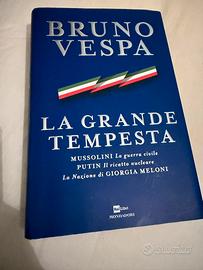 BRUNO
VESPA
LA GRANDE
TEMPESTA
MUSSOLINI La guerra civile
PUTIN Il ricatto nucleare
La Nazione di GIORGIA MELONI
Rai Libri
MONDADORI
subito